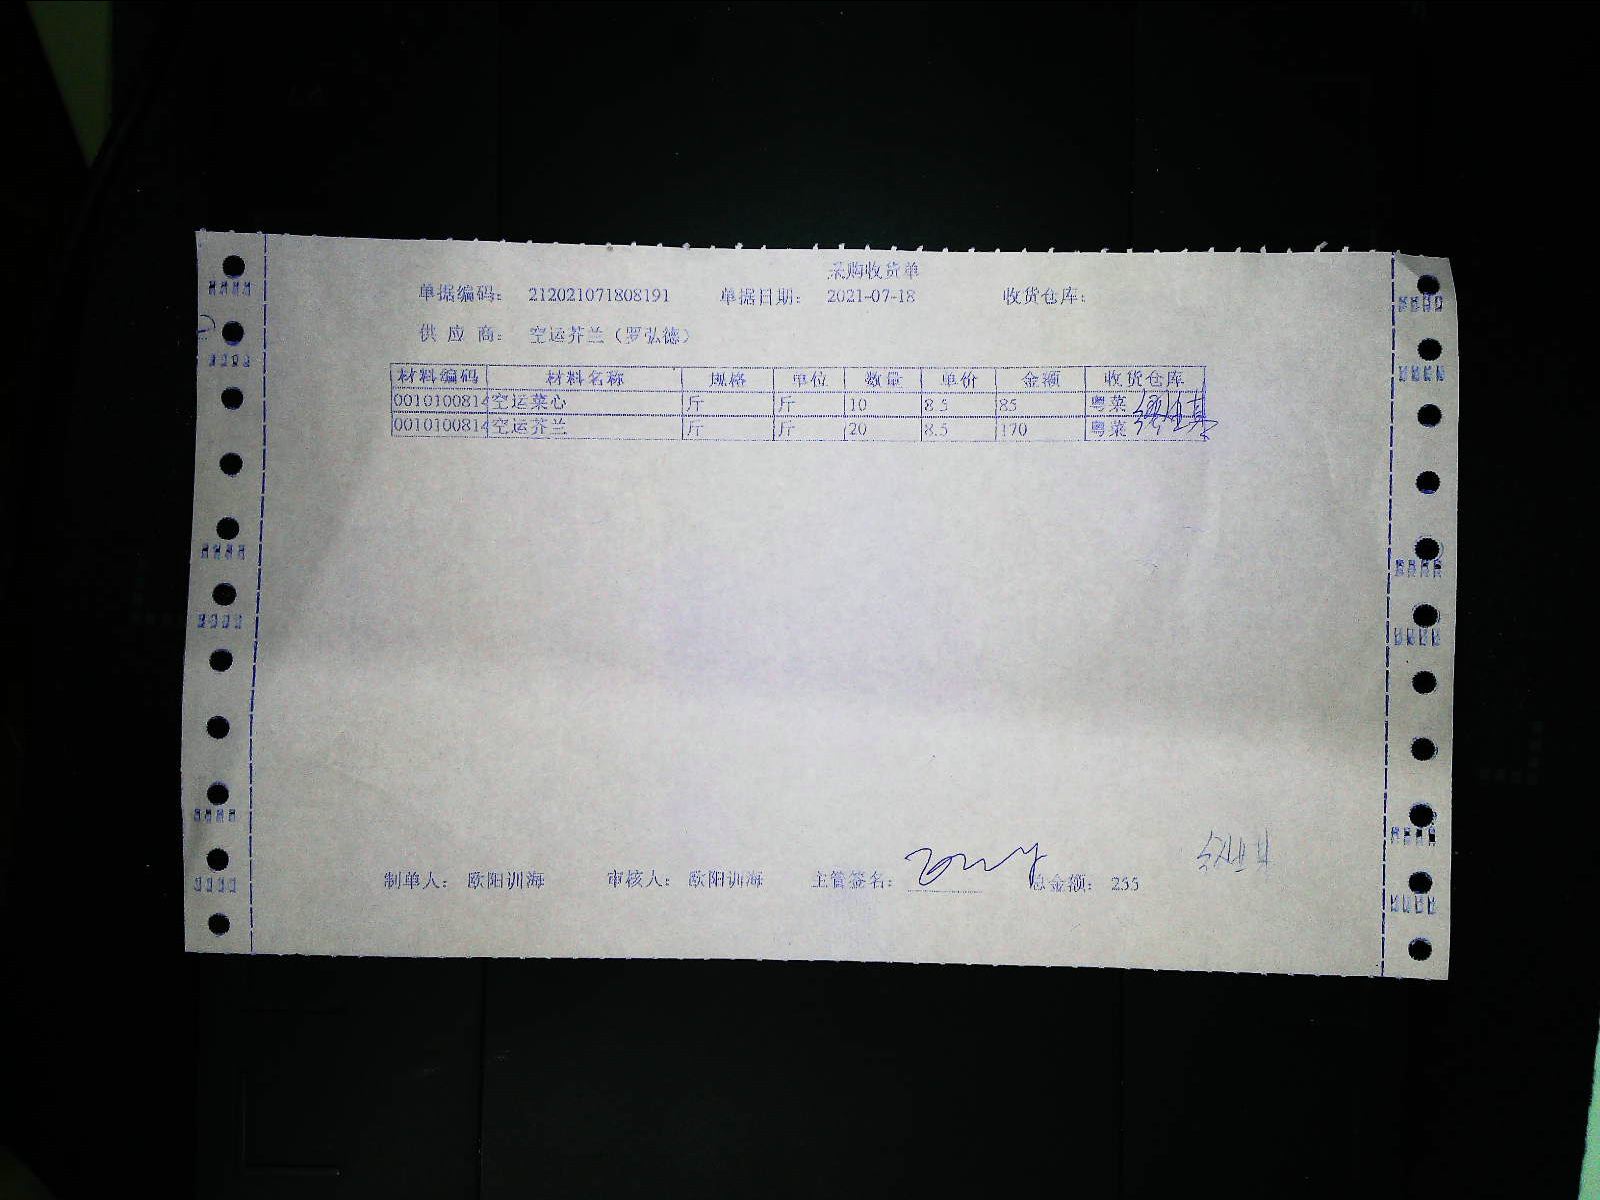 采购收货单
单据编码: 212021071808191 单据日期: 2021-07-18 收货仓库:
供 应 商: 空运芥兰（罗弘德）
材料编码 材料名称 规格 单位 数量 单价 金额 收货仓库
0010100814 空运菜心 斤 斤 10 8.5 85 粤菜
0010100814 空运芥兰 斤 斤 20 8.5 170 粤菜
制单人: 欧阳训海 审核人: 欧阳训海 主管签名: 总金额: 255